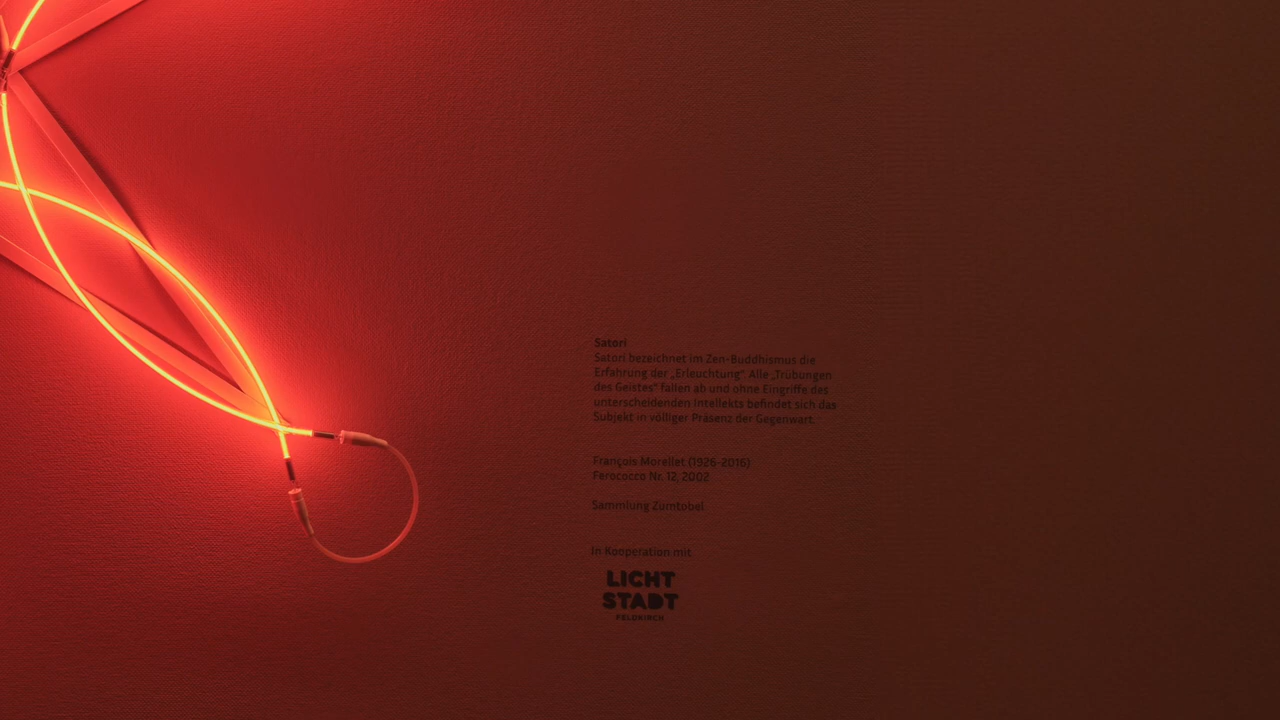 Satori
Satori bezeichnet im Zen-Buddhismus die
Erfahrung der „Erleuchtung“. Alle „Trübungen
des Geistes“ fallen ab und ohne Eingriffe des
unterscheidenden Intellekts befindet sich das
Subjekt in völliger Präsenz der Gegenwart.
François Morellet (1926-2016)
Ferococco Nr. 12, 2002
Sammlung Zumtobel
In Kooperation mit
LICHT
STADT
FELDKIRCH